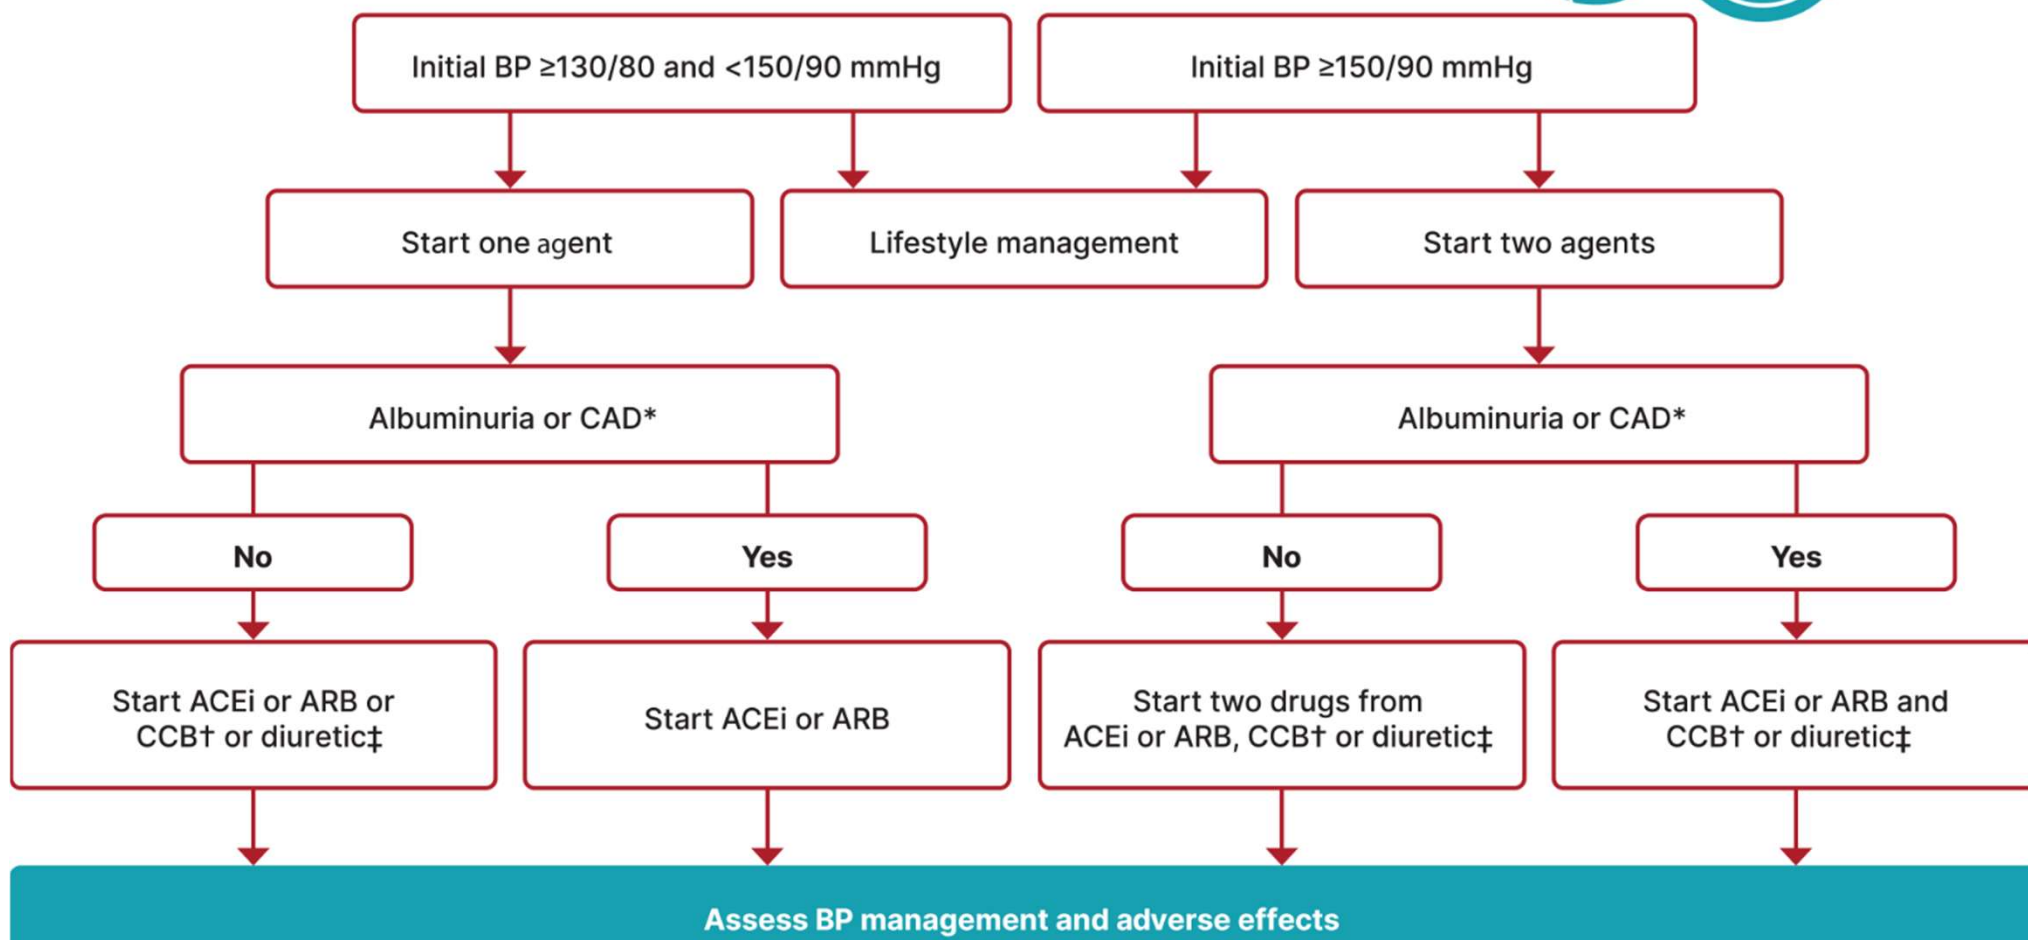 Initial BP ≥130/80 and <150/90 mmHg
Initial BP ≥150/90 mmHg
Start one agent
Lifestyle management
Start two agents
Albuminuria or CAD*
Albuminuria or CAD*
No
Yes
No
Yes
Start ACEi or ARB or
CCB† or diuretic‡
Start ACEi or ARB
Start two drugs from
ACEi or ARB, CCB† or diuretic‡
Start ACEi or ARB and
CCB† or diuretic‡
Assess BP management and adverse effects